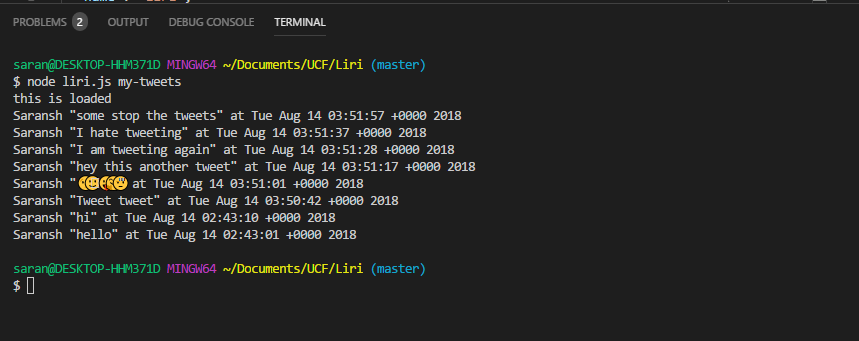 PROBLEMS 2 OUTPUT DEBUG CONSOLE TERMINAL
saran@DESKTOP-HHM371D MINGW64 ~/Documents/UCF/Liri (master)
$ node liri.js my-tweets
this is loaded
Saransh "some stop the tweets" at Tue Aug 14 03:51:57 +0000 2018
Saransh "I hate tweeting" at Tue Aug 14 03:51:37 +0000 2018
Saransh "I am tweeting again" at Tue Aug 14 03:51:28 +0000 2018
Saransh "hey this another tweet" at Tue Aug 14 03:51:17 +0000 2018
Saransh " at Tue Aug 14 03:51:01 +0000 2018
Saransh "Tweet tweet" at Tue Aug 14 03:50:42 +0000 2018
Saransh "hi" at Tue Aug 14 02:43:10 +0000 2018
Saransh "hello" at Tue Aug 14 02:43:01 +0000 2018
saran@DESKTOP-HHM371D MINGW64 ~/Documents/UCF/Liri (master)
$